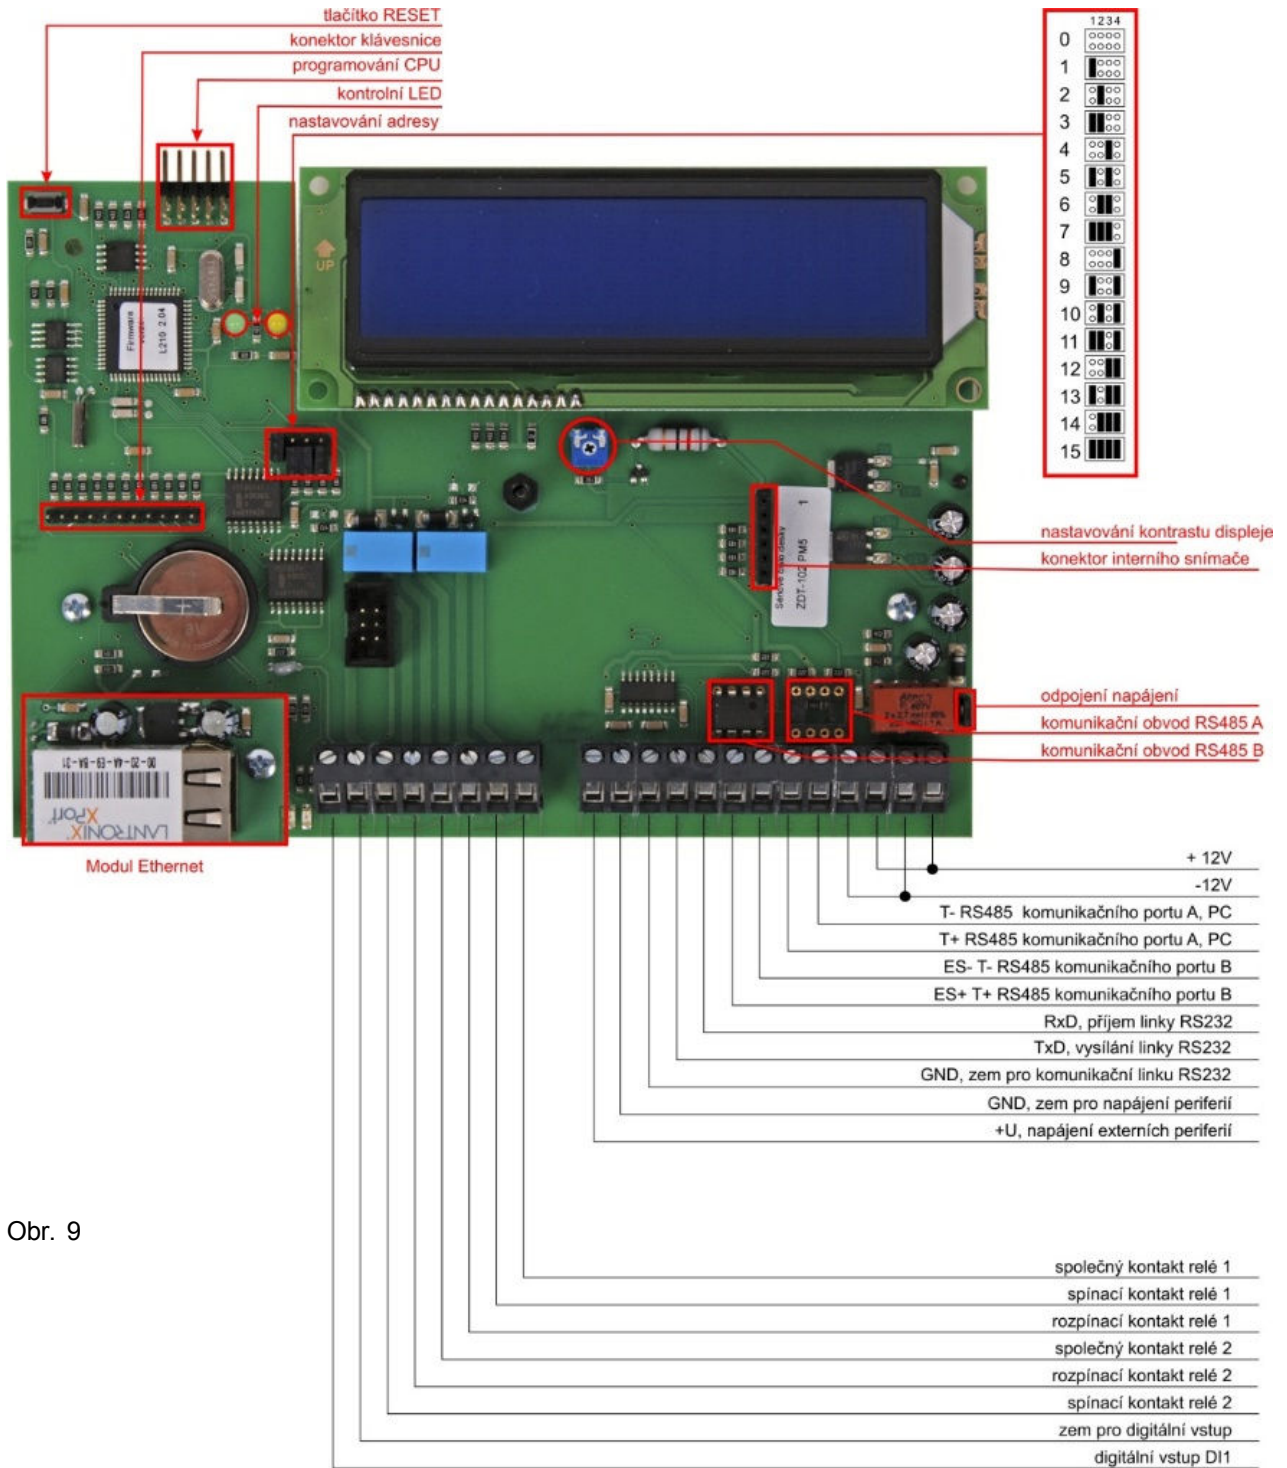 tlačítko RESET
konektor klávesnice
programování CPU
kontrolní LED
nastavování adresy
1234
0
1
2
3
4
5
6
7
8
9
10
11
12
13
14
15
UP
Firmware
L210 2.04
nastavování kontrastu displeje
konektor interního snímače
ZDT-102 PM5 1
odpojení napájení
komunikační obvod RS485 A
komunikační obvod RS485 B
LANTRONIX
XPort
Modul Ethernet
+ 12V
-12V
T- RS485 komunikačního portu A, PC
T+ RS485 komunikačního portu A, PC
ES- T- RS485 komunikačního portu B
ES+ T+ RS485 komunikačního portu B
RxD, příjem linky RS232
TxD, vysílání linky RS232
GND, zem pro komunikační linku RS232
GND, zem pro napájení periferií
+U, napájení externích periferií
Obr. 9
společný kontakt relé 1
spínací kontakt relé 1
rozpínací kontakt relé 1
společný kontakt relé 2
rozpínací kontakt relé 2
spínací kontakt relé 2
zem pro digitální vstup
digitální vstup DI1